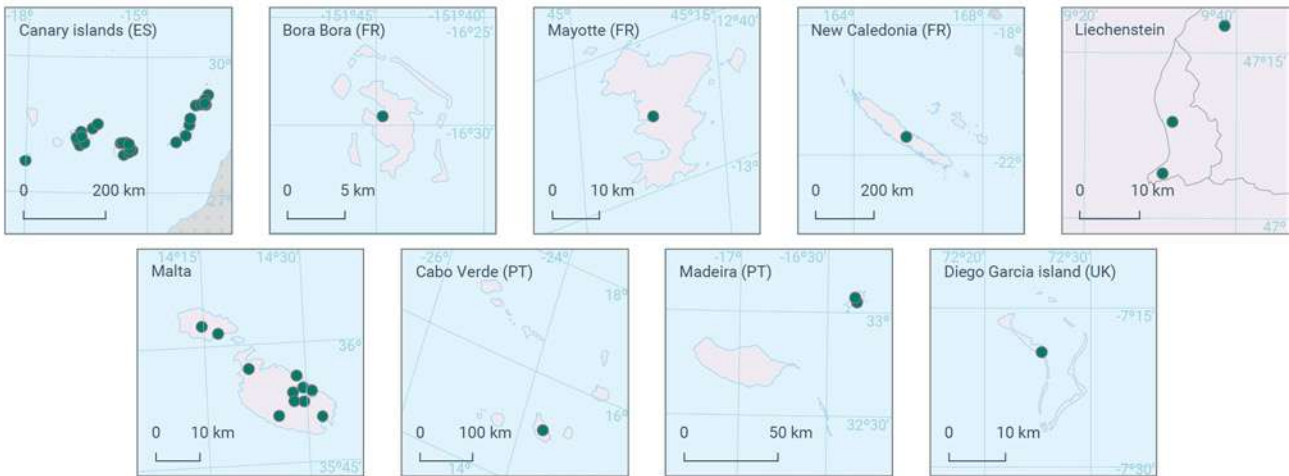 -18° -15°
Canary islands (ES)
30°
0 200 km
27°
-151°45' -151°40'
Bora Bora (FR)
-16°25'
-16°30'
0 5 km
45° 45°15' -12°40'
Mayotte (FR)
0 10 km
-13°
164° 168°
New Caledonia (FR)
-18°
-22°
0 200 km
9°20' 9°40'
Liechtenstein
47°15'
0 10 km
47°
14°15' 14°30'
Malta
36°
0 10 km
35°45'
-26° -24°
Cabo Verde (PT)
18°
16°
0 100 km
14°
-17° -16°30'
Madeira (PT)
33°
0 50 km
32°30'
72°20' 72°30'
Diego Garcia island (UK)
-7°15'
0 10 km
-7°30'